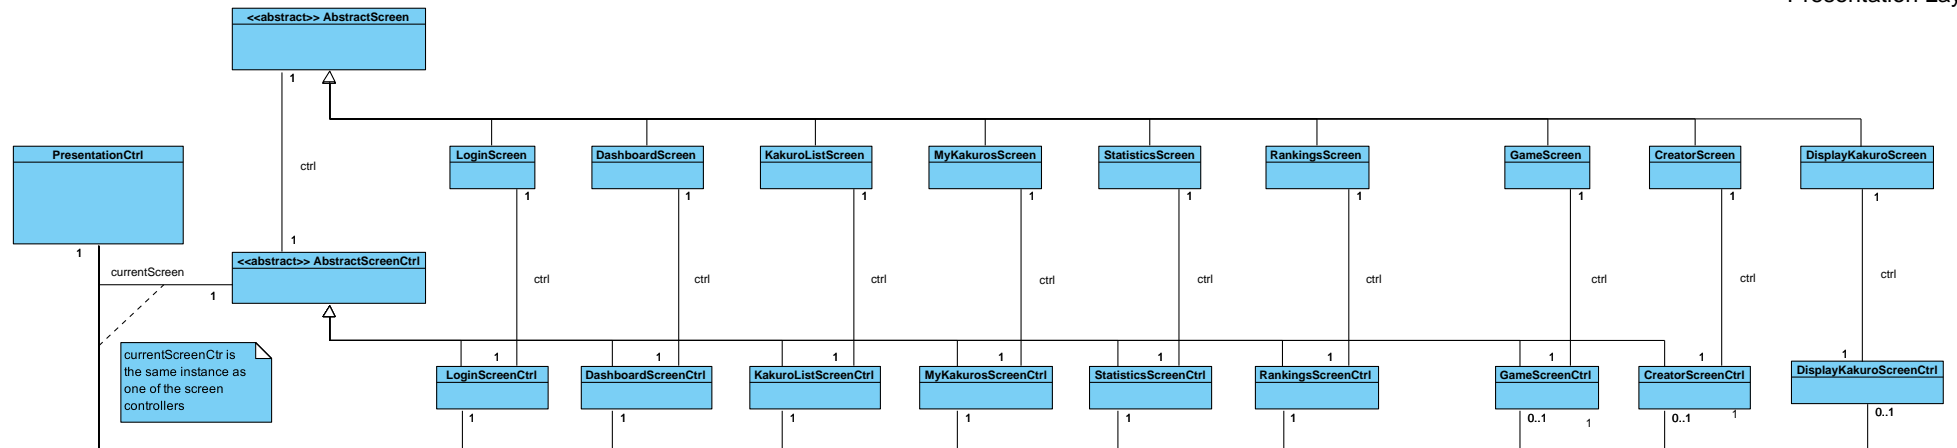 Presentation Lay
<<abstract>> AbstractScreen
1
ctrl
1
PresentationCtrl
1
currentScreen
1
<<abstract>> AbstractScreenCtrl
currentScreenCtr is
the same instance as
one of the screen
controllers
LoginScreen
DashboardScreen
KakuroListScreen
MyKakurosScreen
StatisticsScreen
RankingsScreen
GameScreen
CreatorScreen
DisplayKakuroScreen
1
1
1
1
1
1
1
1
1
ctrl
ctrl
ctrl
ctrl
ctrl
ctrl
ctrl
ctrl
ctrl
1
1
1
1
1
1
1
1
1
LoginScreenCtrl
DashboardScreenCtrl
KakuroListScreenCtrl
MyKakurosScreenCtrl
StatisticsScreenCtrl
RankingsScreenCtrl
GameScreenCtrl
CreatorScreenCtrl
DisplayKakuroScreenCtrl
1
1
1
1
1
1
0..1
1
0..1
1
0..1